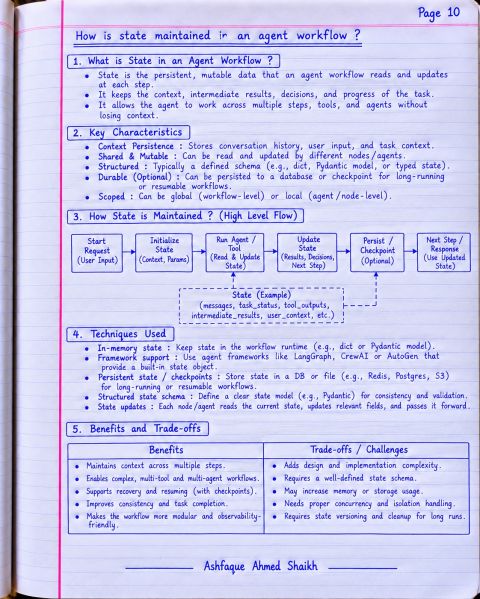 Page 10
How is state maintained in an agent workflow ?
1. What is State in an Agent Workflow ?
• State is the persistent, mutable data that an agent workflow reads and updates
at each step.
• It keeps the context, intermediate results, decisions, and progress of the task.
• It allows the agent to work across multiple steps, tools, and agents without
losing context.
2. Key Characteristics
• Context Persistence : Stores conversation history, user input, and task context.
• Shared & Mutable : Can be read and updated by different nodes/agents.
• Structured : Typically a defined schema (e.g., dict, Pydantic model, or typed state).
• Durable (Optional) : Can be persisted to a database or checkpoint for long-running
or resumable workflows.
• Scoped : Can be global (workflow-level) or local (agent/node-level).
3. How State is Maintained ? (High Level Flow)
Start
Request
(User Input)
Initialize
State
(Context, Params)
Run Agent /
Tool
(Read & Update
State)
Update
State
(Results, Decisions,
Next Step)
Persist /
Checkpoint
(Optional)
Next Step /
Response
(Use Updated
State)
State (Example)
(messages, task_status, tool_outputs,
intermediate_results, user_context, etc.)
4. Techniques Used
• In-memory state : Keep state in the workflow runtime (e.g., dict or Pydantic model).
• Framework support : Use agent frameworks like LangGraph, CrewAI or AutoGen that
provide a built-in state object.
• Persistent state / checkpoints : Store state in a DB or file (e.g., Redis, Postgres, S3)
for long-running or resumable workflows.
• Structured state schema : Define a clear state model (e.g., Pydantic) for consistency and validation.
• State updates : Each node/agent reads the current state, updates relevant fields, and passes it forward.
5. Benefits and Trade-offs
Benefits
• Maintains context across multiple steps.
• Enables complex, multi-tool and multi-agent workflows.
• Supports recovery and resuming (with checkpoints).
• Improves consistency and task completion.
• Makes the workflow more modular and observability-
friendly.
Trade-offs / Challenges
• Adds design and implementation complexity.
• Requires a well-defined state schema.
• May increase memory or storage usage.
• Needs proper concurrency and isolation handling.
• Requires state versioning and cleanup for long runs.
Ashfaque Ahmed Shaikh